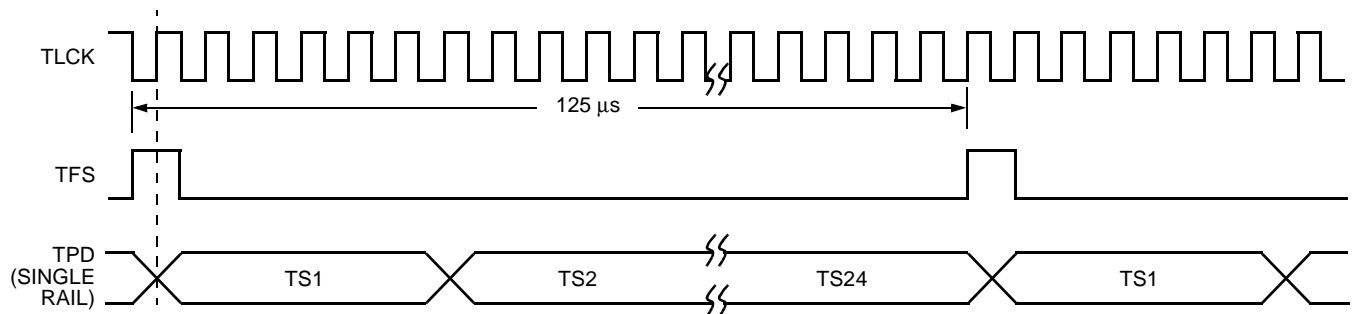 TLCK
125 μs
TFS
TPD
(SINGLE
RAIL)
TS1
TS2
TS24
TS1